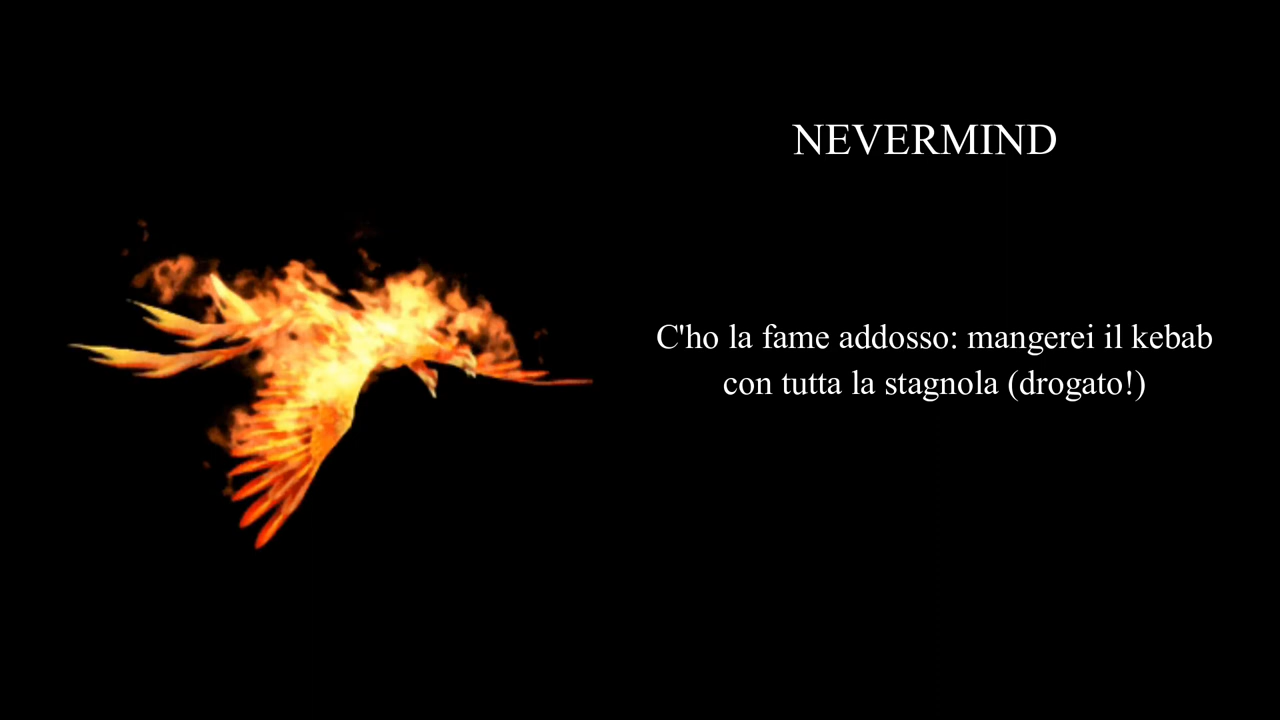 NEVERMIND
C'ho la fame addosso: mangerei il kebab
con tutta la stagnola (drogato!)